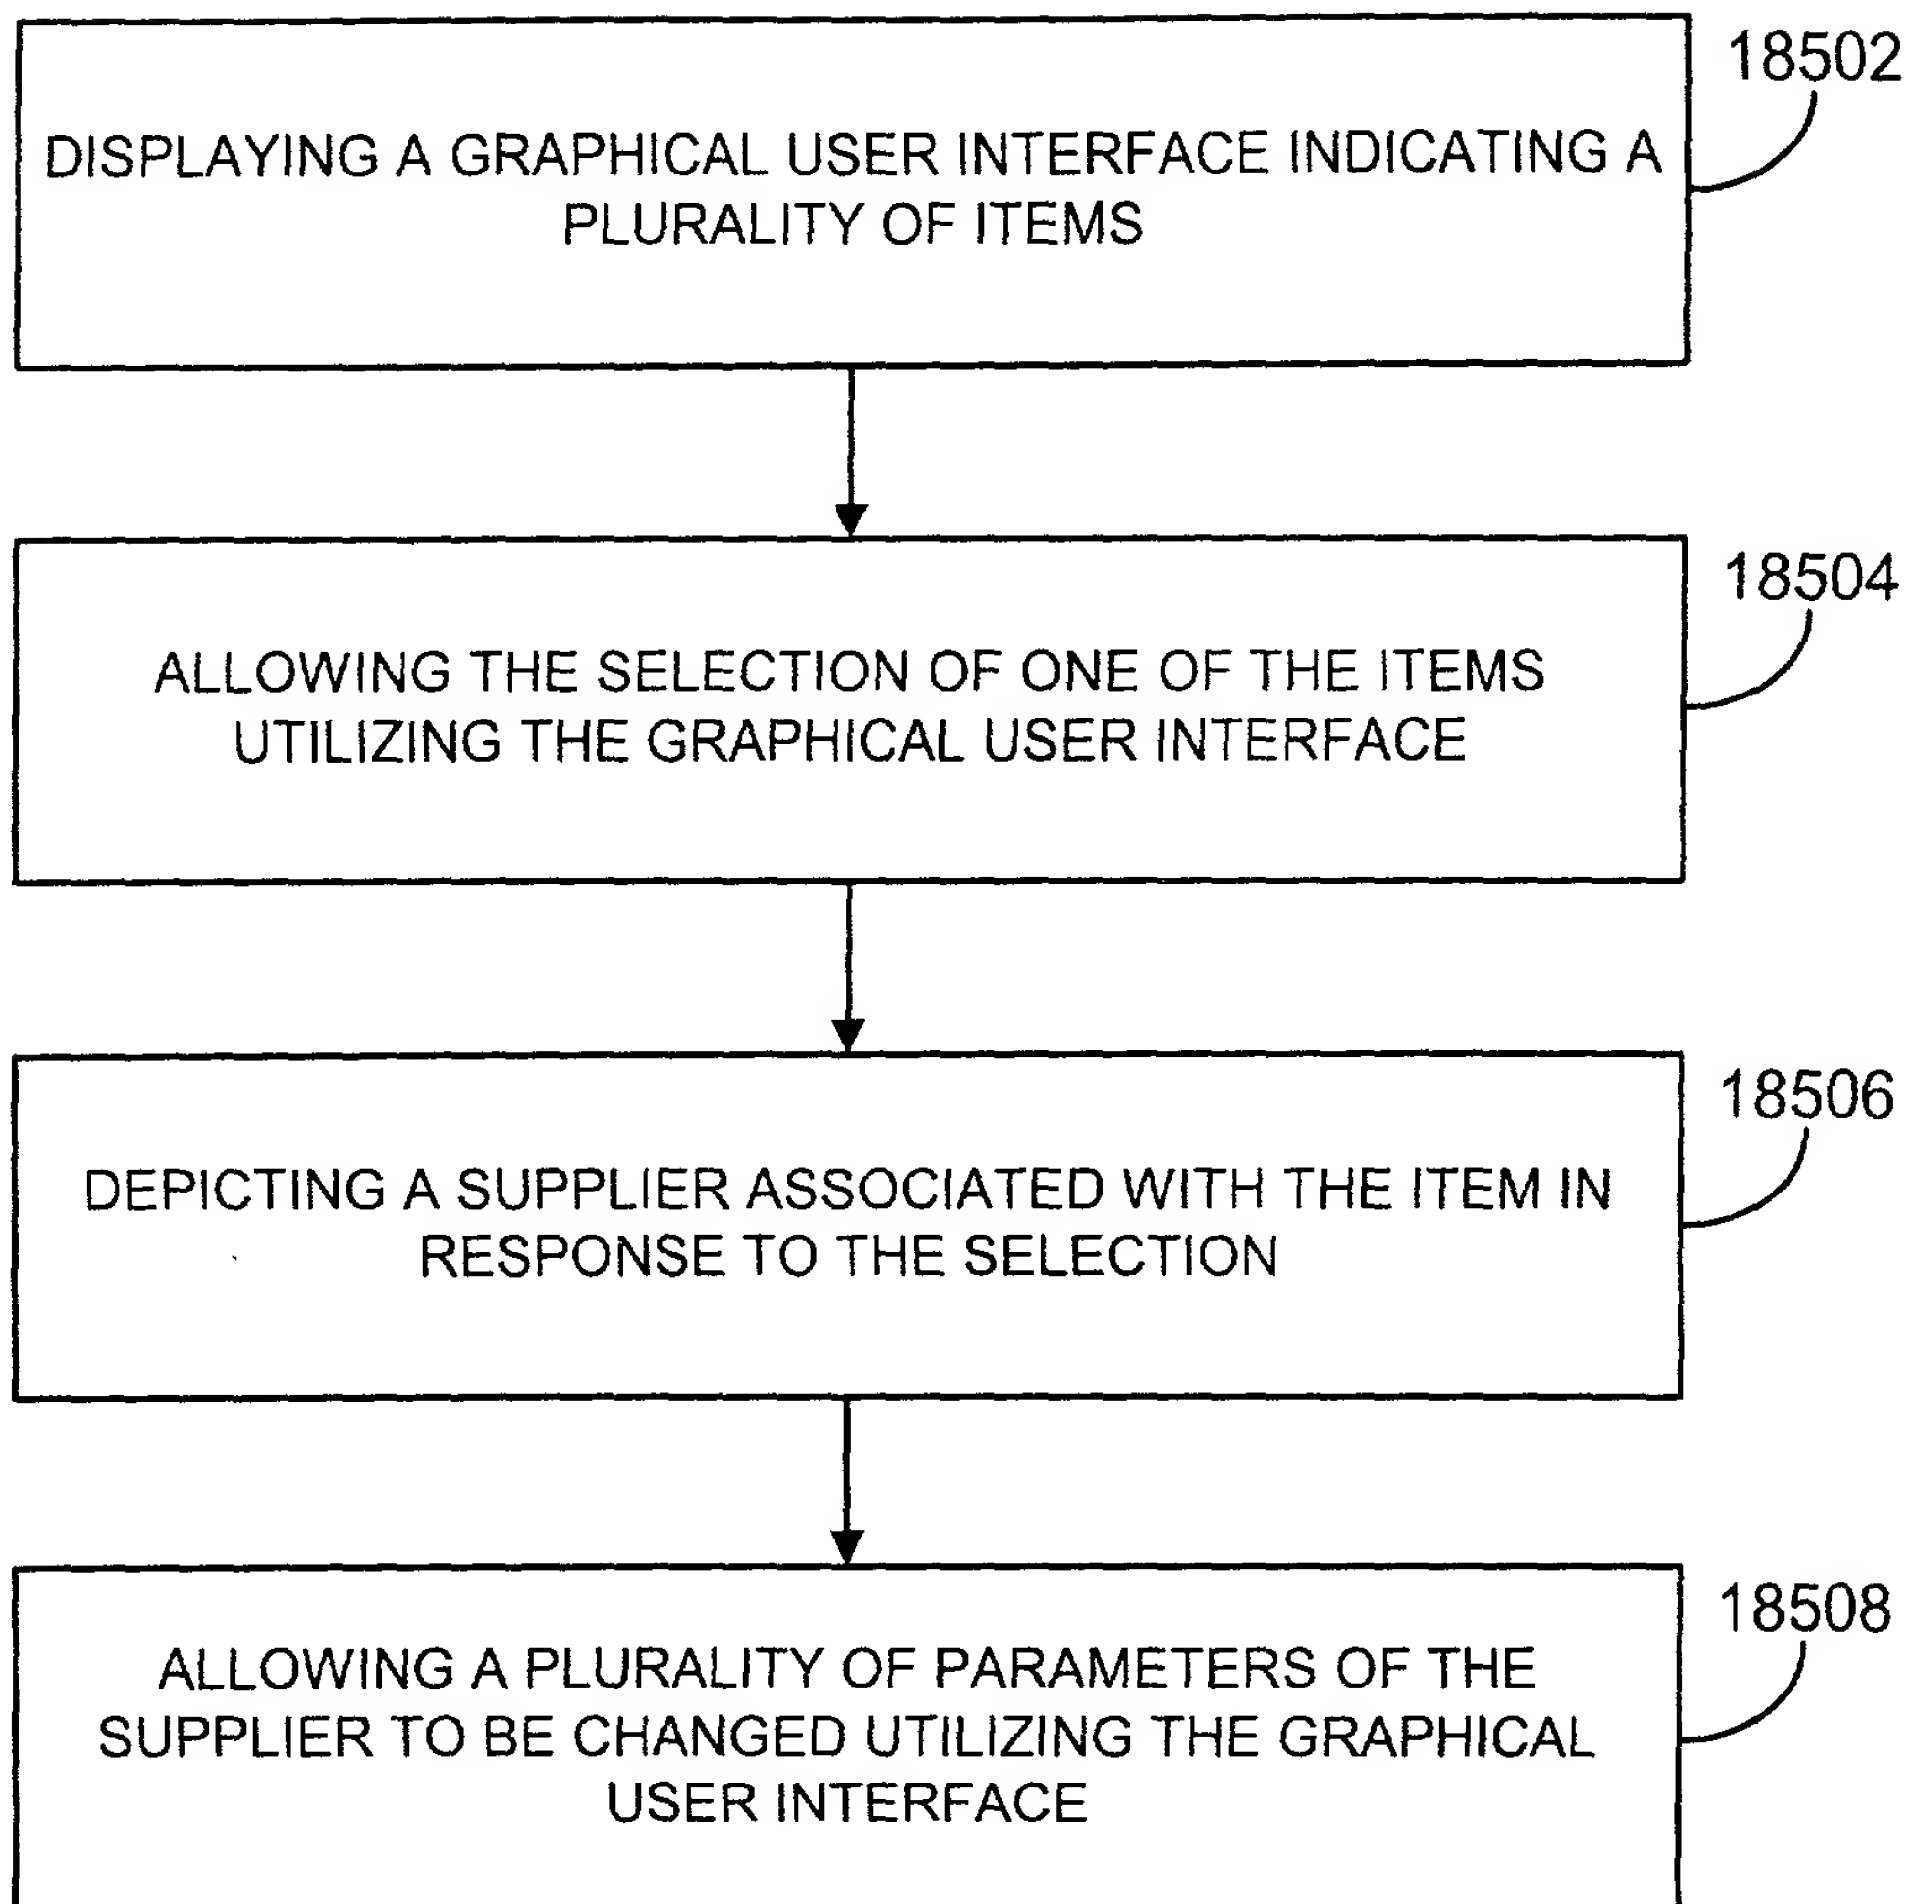 18502
DISPLAYING A GRAPHICAL USER INTERFACE INDICATING A
PLURALITY OF ITEMS
18504
ALLOWING THE SELECTION OF ONE OF THE ITEMS
UTILIZING THE GRAPHICAL USER INTERFACE
18506
DEPICTING A SUPPLIER ASSOCIATED WITH THE ITEM IN
RESPONSE TO THE SELECTION
18508
ALLOWING A PLURALITY OF PARAMETERS OF THE
SUPPLIER TO BE CHANGED UTILIZING THE GRAPHICAL
USER INTERFACE